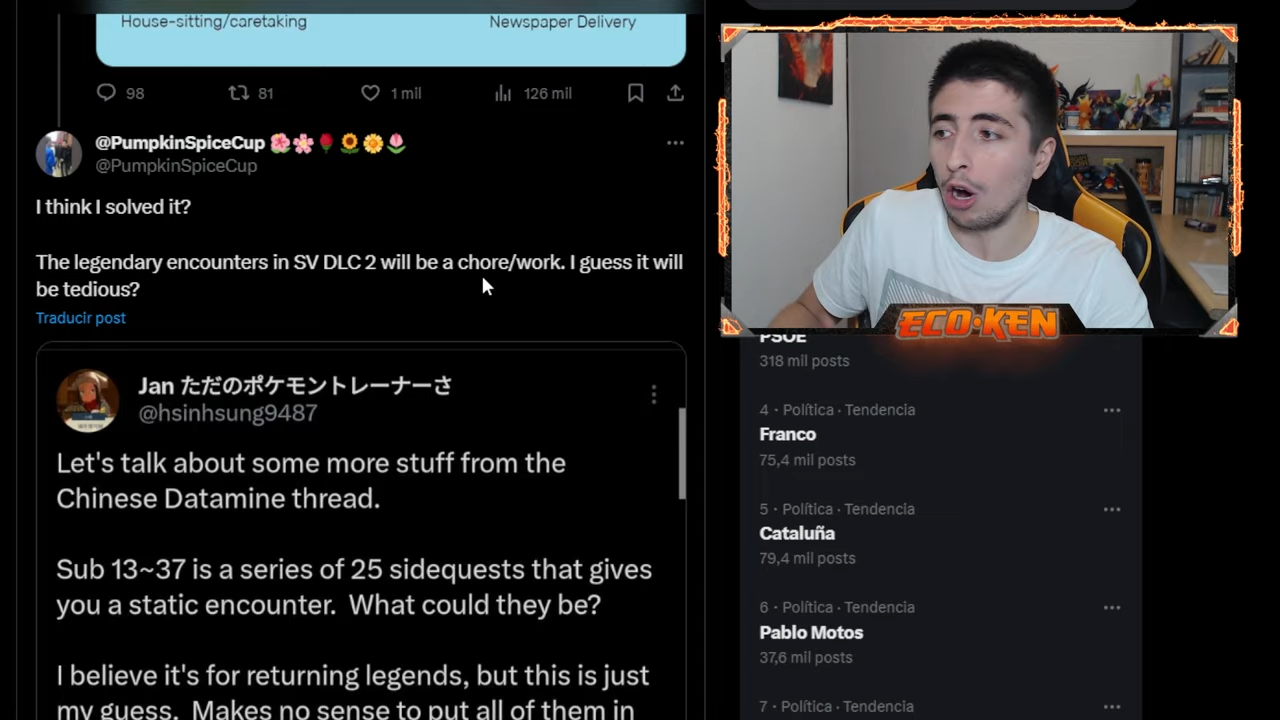 House-sitting/caretaking
Newspaper Delivery
98
81
1 mil
126 mil
@PumpkinSpiceCup 🌺🌸🌹🌻🌼🌷
@PumpkinSpiceCup
I think I solved it?
The legendary encounters in SV DLC 2 will be a chore/work. I guess it will
be tedious?
Traducir post
Jan ただのポケモントレーナーさ
@hsinhsung9487
Let's talk about some more stuff from the
Chinese Datamine thread.
Sub 13~37 is a series of 25 sidequests that gives
you a static encounter. What could they be?
I believe it's for returning legends, but this is just
my guess. Makes no sense to put all of them in
ECO·KEN
PSOE
318 mil posts
4 · Política · Tendencia
Franco
75,4 mil posts
5 · Política · Tendencia
Cataluña
79,4 mil posts
6 · Política · Tendencia
Pablo Motos
37,6 mil posts
7 · Política · Tendencia